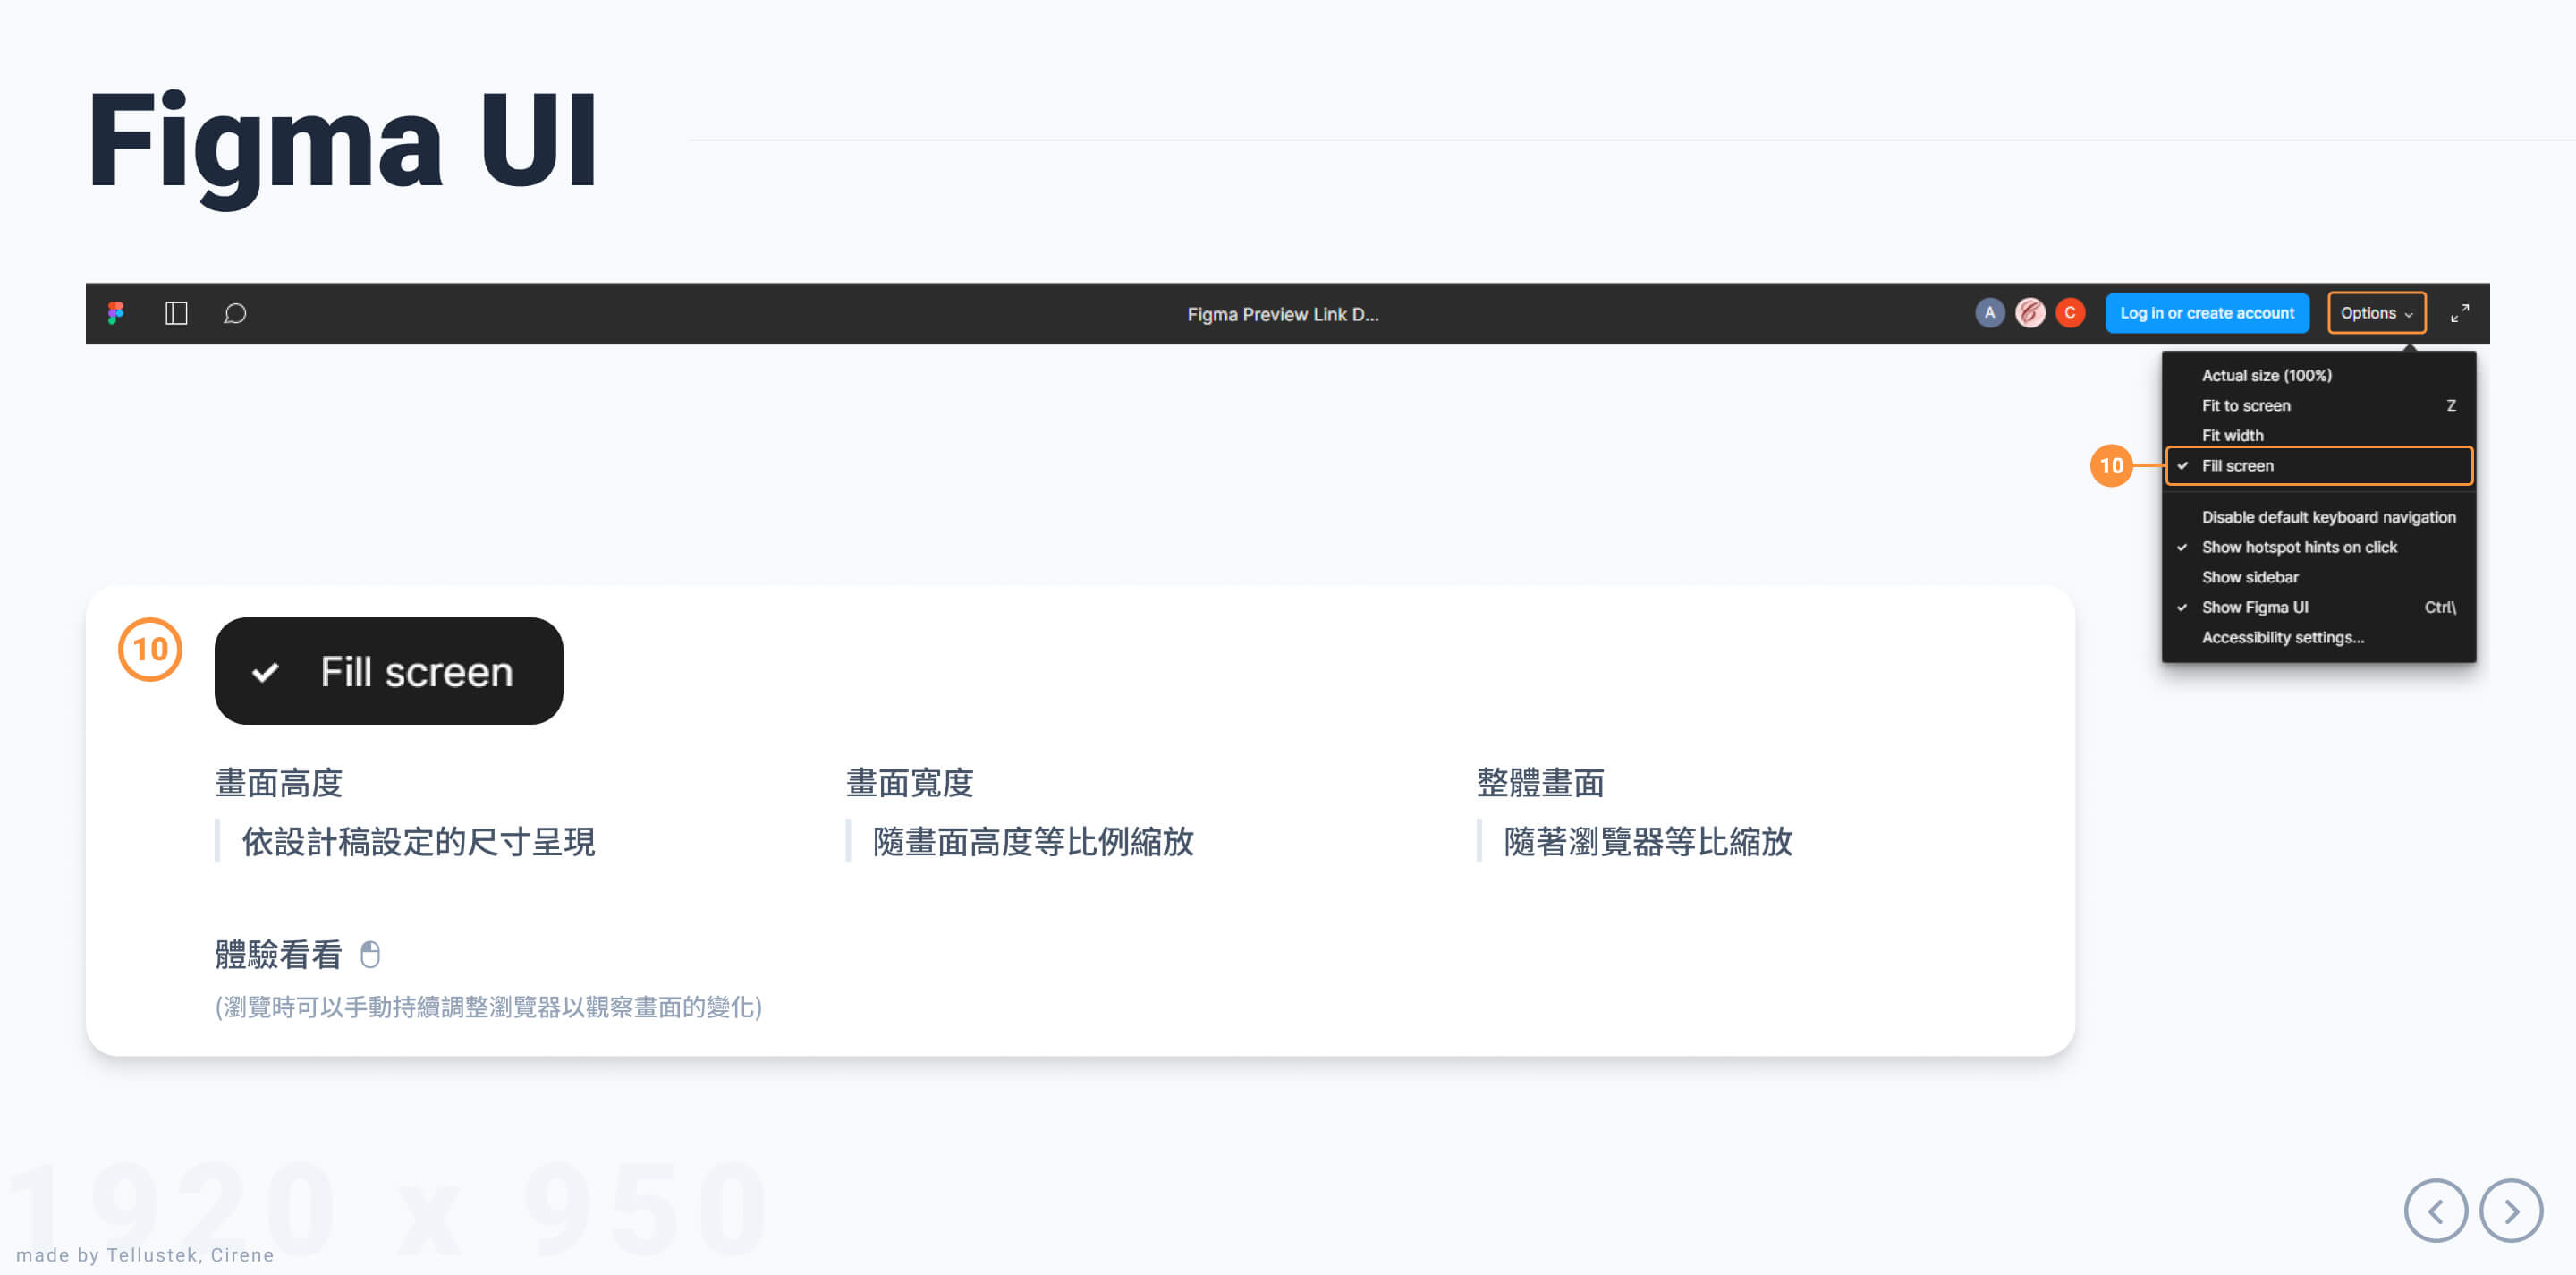 Figma UI
Figma Preview Link D...
A
C
Log in or create account
Options
Actual size (100%)
Fit to screen Z
Fit width
10
Fill screen
Disable default keyboard navigation
Show hotspot hints on click
Show sidebar
Show Figma UI Ctrl\
Accessibility settings...
10
Fill screen
畫面高度
依設計稿設定的尺寸呈現
畫面寬度
隨畫面高度等比例縮放
整體畫面
隨著瀏覽器等比縮放
體驗看看
(瀏覽時可以手動持續調整瀏覽器以觀察畫面的變化)
1920 x 950
made by Tellustek, Cirene